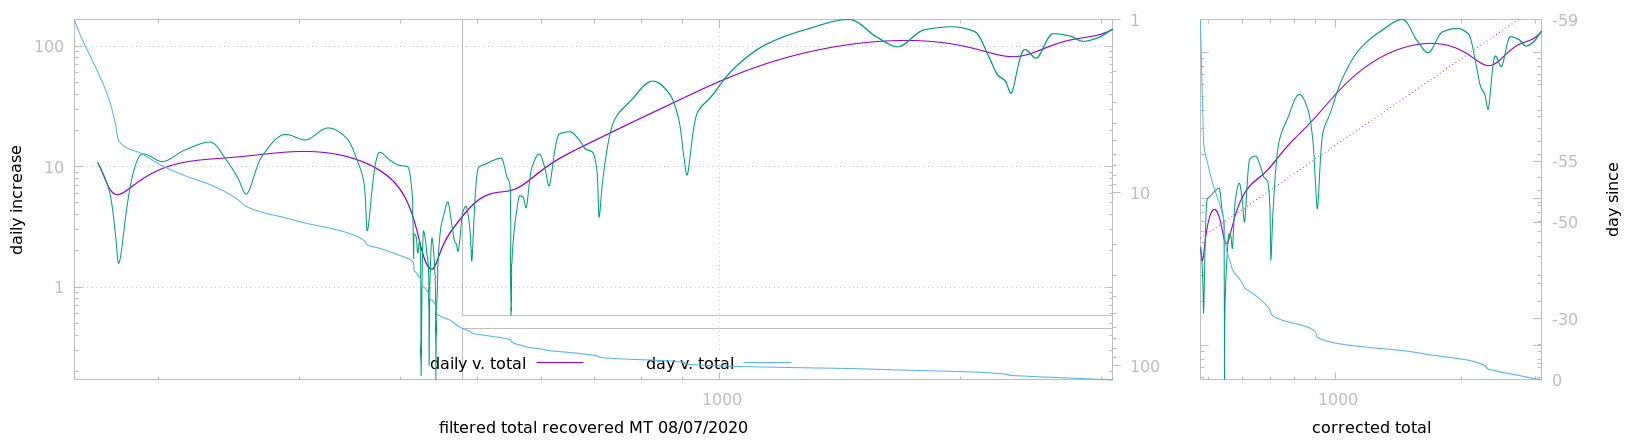 100
10
1
daily increase
1
10
100
daily v. total
day v. total
1000
filtered total recovered MT 08/07/2020
-59
-55
-50
-30
0
day since
1000
corrected total